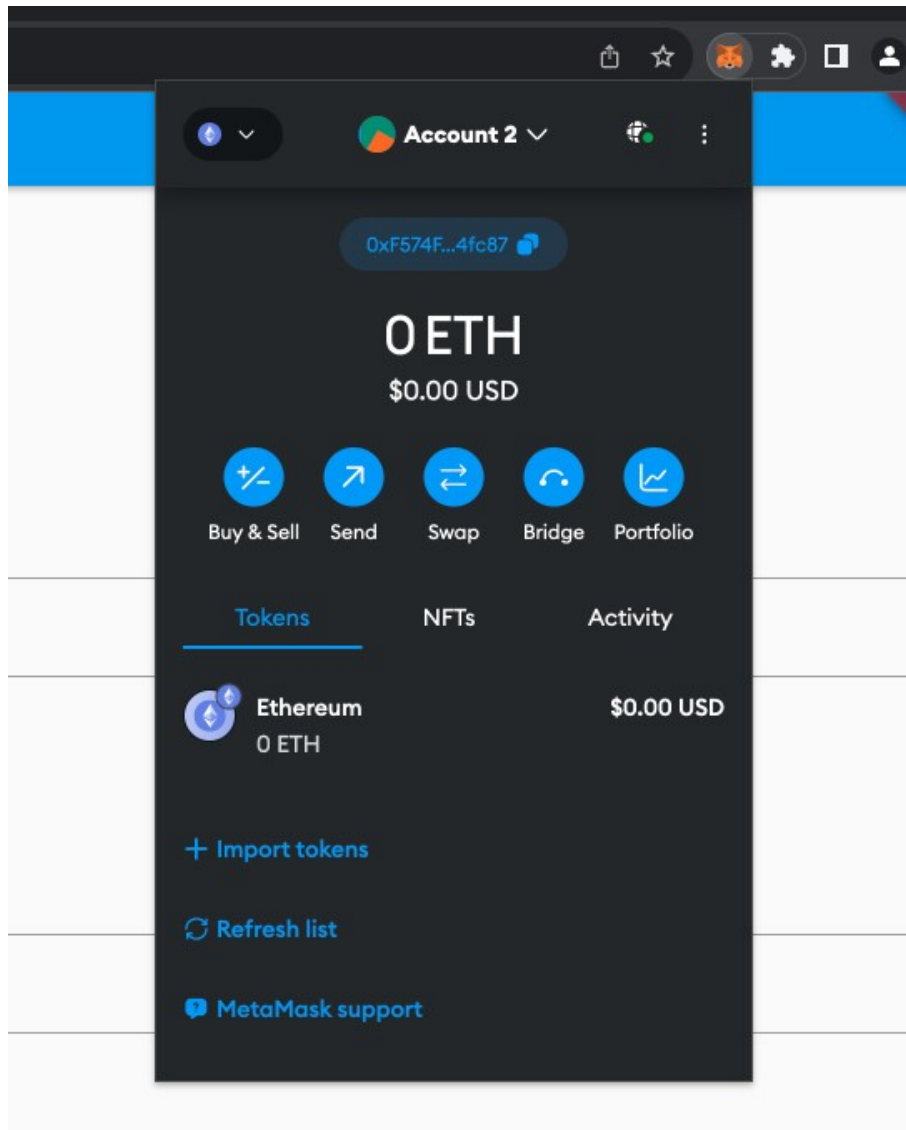 Account 2
0xF574F...4fc87
0 ETH
$0.00 USD
Buy & Sell Send Swap Bridge Portfolio
Tokens NFTs Activity
Ethereum $0.00 USD
0 ETH
+ Import tokens
Refresh list
MetaMask support